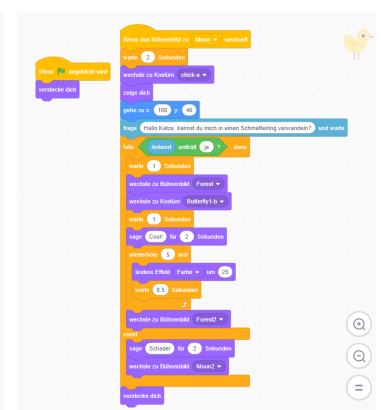 Wenn angeklickt wird
verstecke dich
Wenn das Bühnenbild zu Moon wechselt
warte 2 Sekunden
wechsle zu Kostüm chick-a
zeige dich
gehe zu x: 108 y: 46
frage Hallo Katze, kannst du mich in einen Schmetterling verwandeln? und warte
falls Antwort enthält ja ? , dann
warte 1 Sekunden
wechsle zu Bühnenbild Forest
wechsle zu Kostüm Butterfly1-b
warte 1 Sekunden
sage Cool! für 2 Sekunden
wiederhole 5 mal
ändere Effekt Farbe um 25
warte 0.5 Sekunden
wechsle zu Bühnenbild Forest2
sonst
sage Schade! für 2 Sekunden
wechsle zu Bühnenbild Moon2
verstecke dich